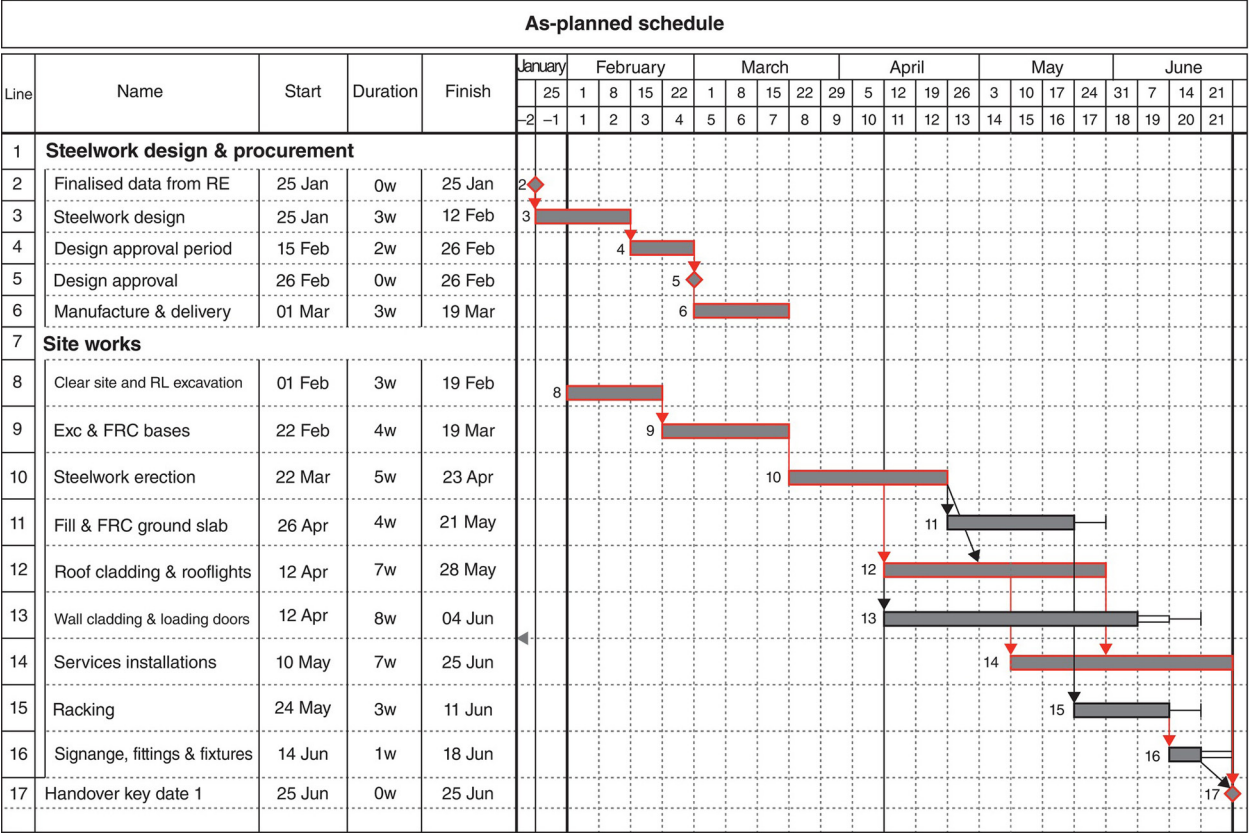 As-planned schedule
Line Name Start Duration Finish January February March April May June
25 1 8 15 22 1 8 15 22 29 5 12 19 26 3 10 17 24 31 7 14 21
–2 –1 1 2 3 4 5 6 7 8 9 10 11 12 13 14 15 16 17 18 19 20 21
1 Steelwork design & procurement
2 Finalised data from RE 25 Jan 0w 25 Jan 2
3 Steelwork design 25 Jan 3w 12 Feb 3
4 Design approval period 15 Feb 2w 26 Feb 4
5 Design approval 26 Feb 0w 26 Feb 5
6 Manufacture & delivery 01 Mar 3w 19 Mar 6
7 Site works
8 Clear site and RL excavation 01 Feb 3w 19 Feb 8
9 Exc & FRC bases 22 Feb 4w 19 Mar 9
10 Steelwork erection 22 Mar 5w 23 Apr 10
11 Fill & FRC ground slab 26 Apr 4w 21 May 11
12 Roof cladding & rooflights 12 Apr 7w 28 May 12
13 Wall cladding & loading doors 12 Apr 8w 04 Jun 13
14 Services installations 10 May 7w 25 Jun 14
15 Racking 24 May 3w 11 Jun 15
16 Signange, fittings & fixtures 14 Jun 1w 18 Jun 16
17 Handover key date 1 25 Jun 0w 25 Jun 17